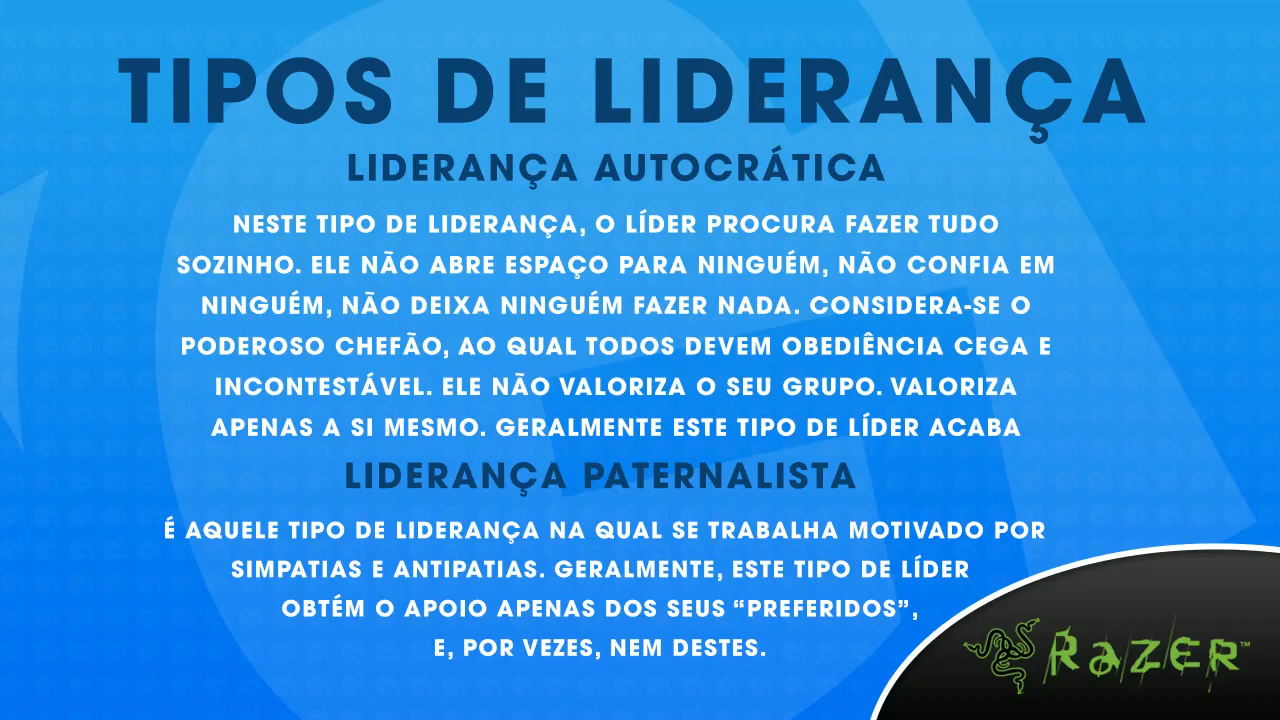 TIPOS DE LIDERANÇA
LIDERANÇA AUTOCRÁTICA
NESTE TIPO DE LIDERANÇA, O LÍDER PROCURA FAZER TUDO
SOZINHO. ELE NÃO ABRE ESPAÇO PARA NINGUÉM, NÃO CONFIA EM
NINGUÉM, NÃO DEIXA NINGUÉM FAZER NADA. CONSIDERA-SE O
PODEROSO CHEFÃO, AO QUAL TODOS DEVEM OBEDIÊNCIA CEGA E
INCONTESTÁVEL. ELE NÃO VALORIZA O SEU GRUPO. VALORIZA
APENAS A SI MESMO. GERALMENTE ESTE TIPO DE LÍDER ACABA
LIDERANÇA PATERNALISTA
É AQUELE TIPO DE LIDERANÇA NA QUAL SE TRABALHA MOTIVADO POR
SIMPATIAS E ANTIPATIAS. GERALMENTE, ESTE TIPO DE LÍDER
OBTÉM O APOIO APENAS DOS SEUS “PREFERIDOS”,
E, POR VEZES, NEM DESTES.
RAZER™